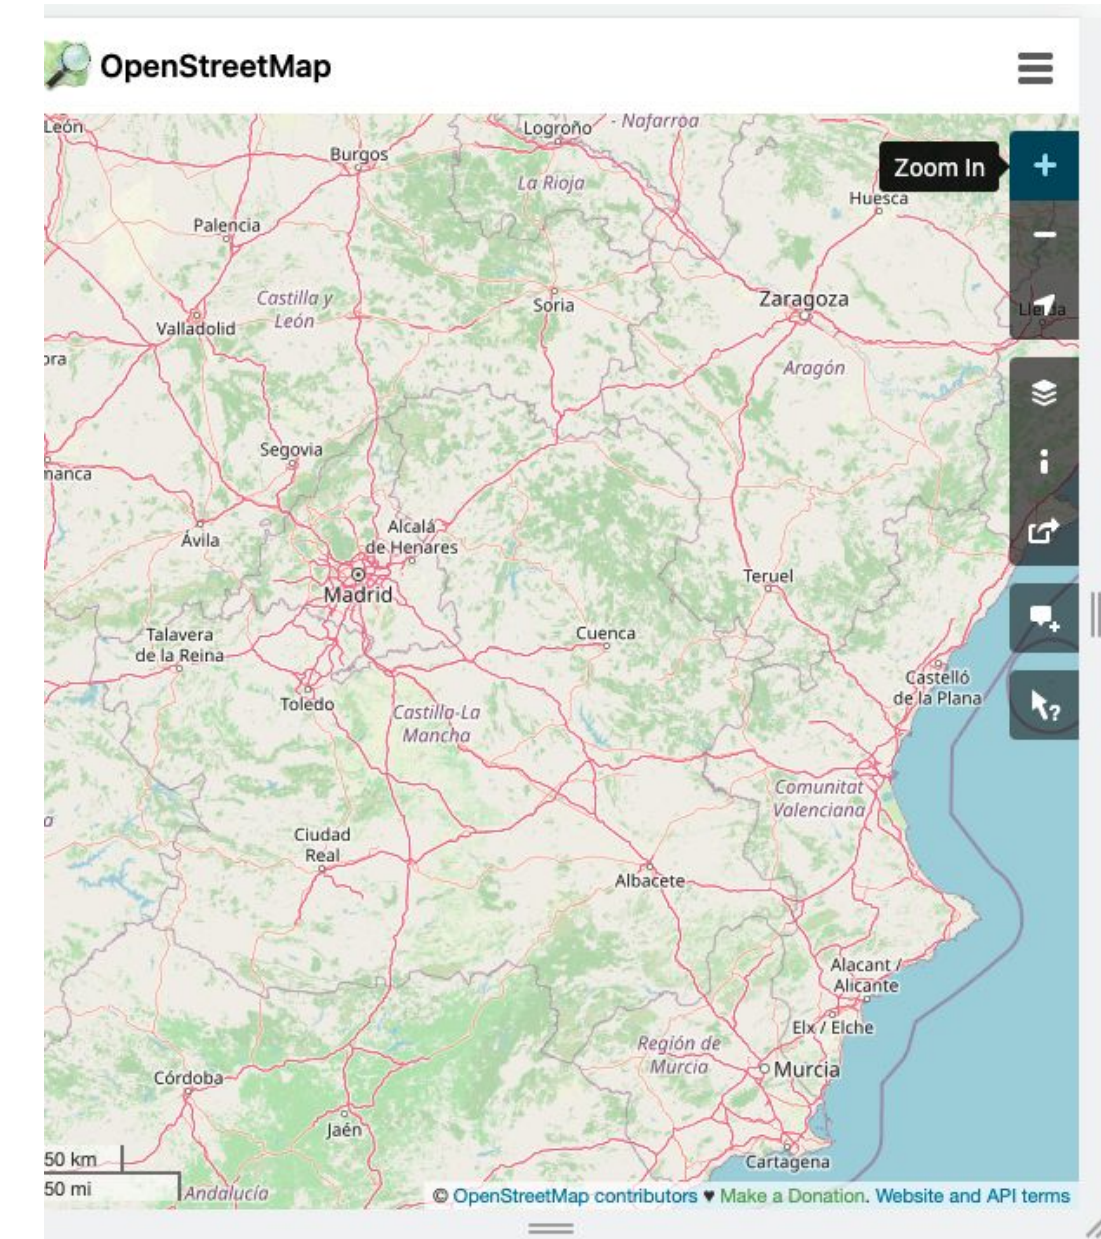 OpenStreetMap
León
Logroño
- Nafarroa
Burgos
Zoom In
La Rioja
Huesca
Palencia
Castilla y
León
Soria
Zaragoza
Lleida
Valladolid
ora
Aragón
Segovia
manca
Ávila
Alcalá
de Henares
Madrid
Teruel
Talavera
de la Reina
Cuenca
Castelló
de la Plana
Toledo
Castilla-La
Mancha
Comunitat
Valenciana
a
Ciudad
Real
Albacete
Alacant /
Alicante
Elx / Elche
Región de
Murcia
Murcia
Córdoba
Jaén
Cartagena
50 km
50 mi
Andalucía
© OpenStreetMap contributors ♥ Make a Donation. Website and API terms